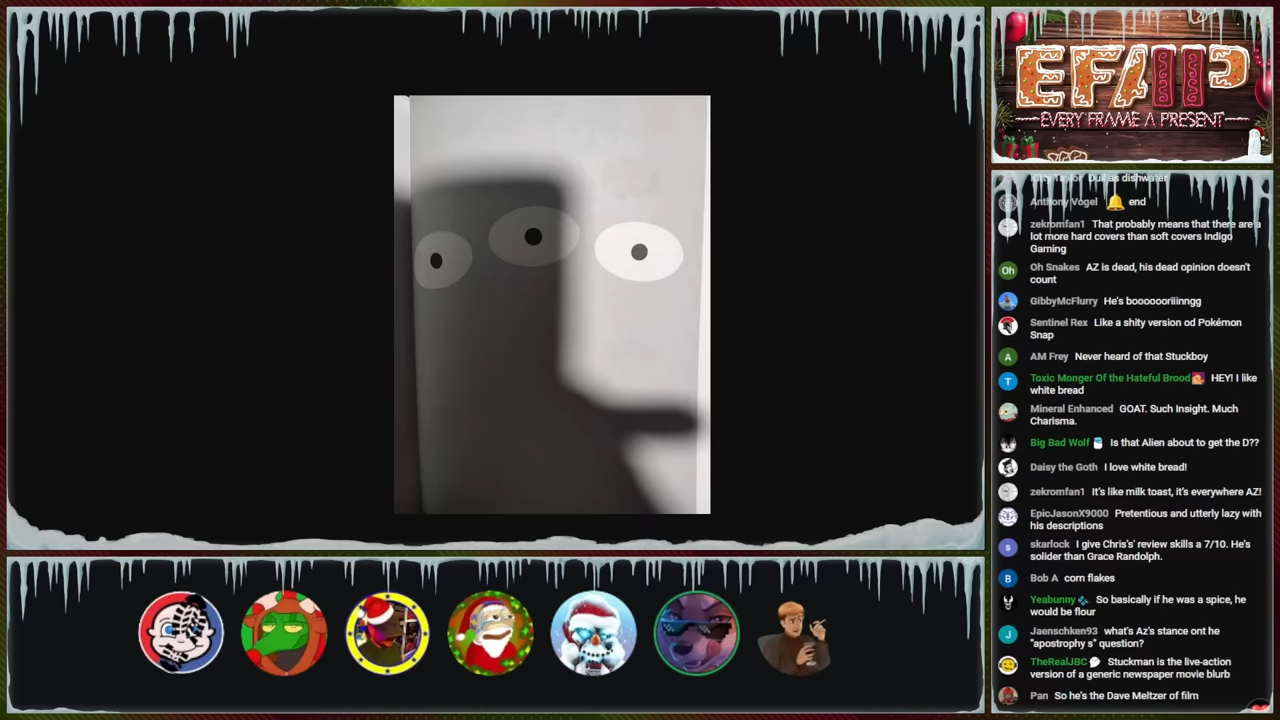 EFAP
EVERY FRAME A PRESENT
Dull as dishwater
Anthony Vogel end
zekromfan1 That probably means that there are a
lot more hard covers than soft covers Indigo
Gaming
Oh Snakes AZ is dead, his dead opinion doesn't
count
GibbyMcFlurry He's boooooorriiinngg
Sentinel Rex Like a shity version od Pokémon
Snap
AM Frey Never heard of that Stuckboy
Toxic Monger Of the Hateful Brood HEY! I like
white bread
Mineral Enhanced GOAT. Such Insight. Much
Charisma.
Big Bad Wolf Is that Alien about to get the D??
Daisy the Goth I love white bread!
zekromfan1 It's like milk toast, it's everywhere AZ!
EpicJasonX9000 Pretentious and utterly lazy with
his descriptions
skarlock I give Chris's' review skills a 7/10. He's
solider than Grace Randolph.
Bob A corn flakes
Yeabunny So basically if he was a spice, he
would be flour
Jaenschken93 what's Az's stance ont he
"apostrophy s" question?
TheRealJBC Stuckman is the live-action
version of a generic newspaper movie blurb
Pan So he's the Dave Meltzer of film